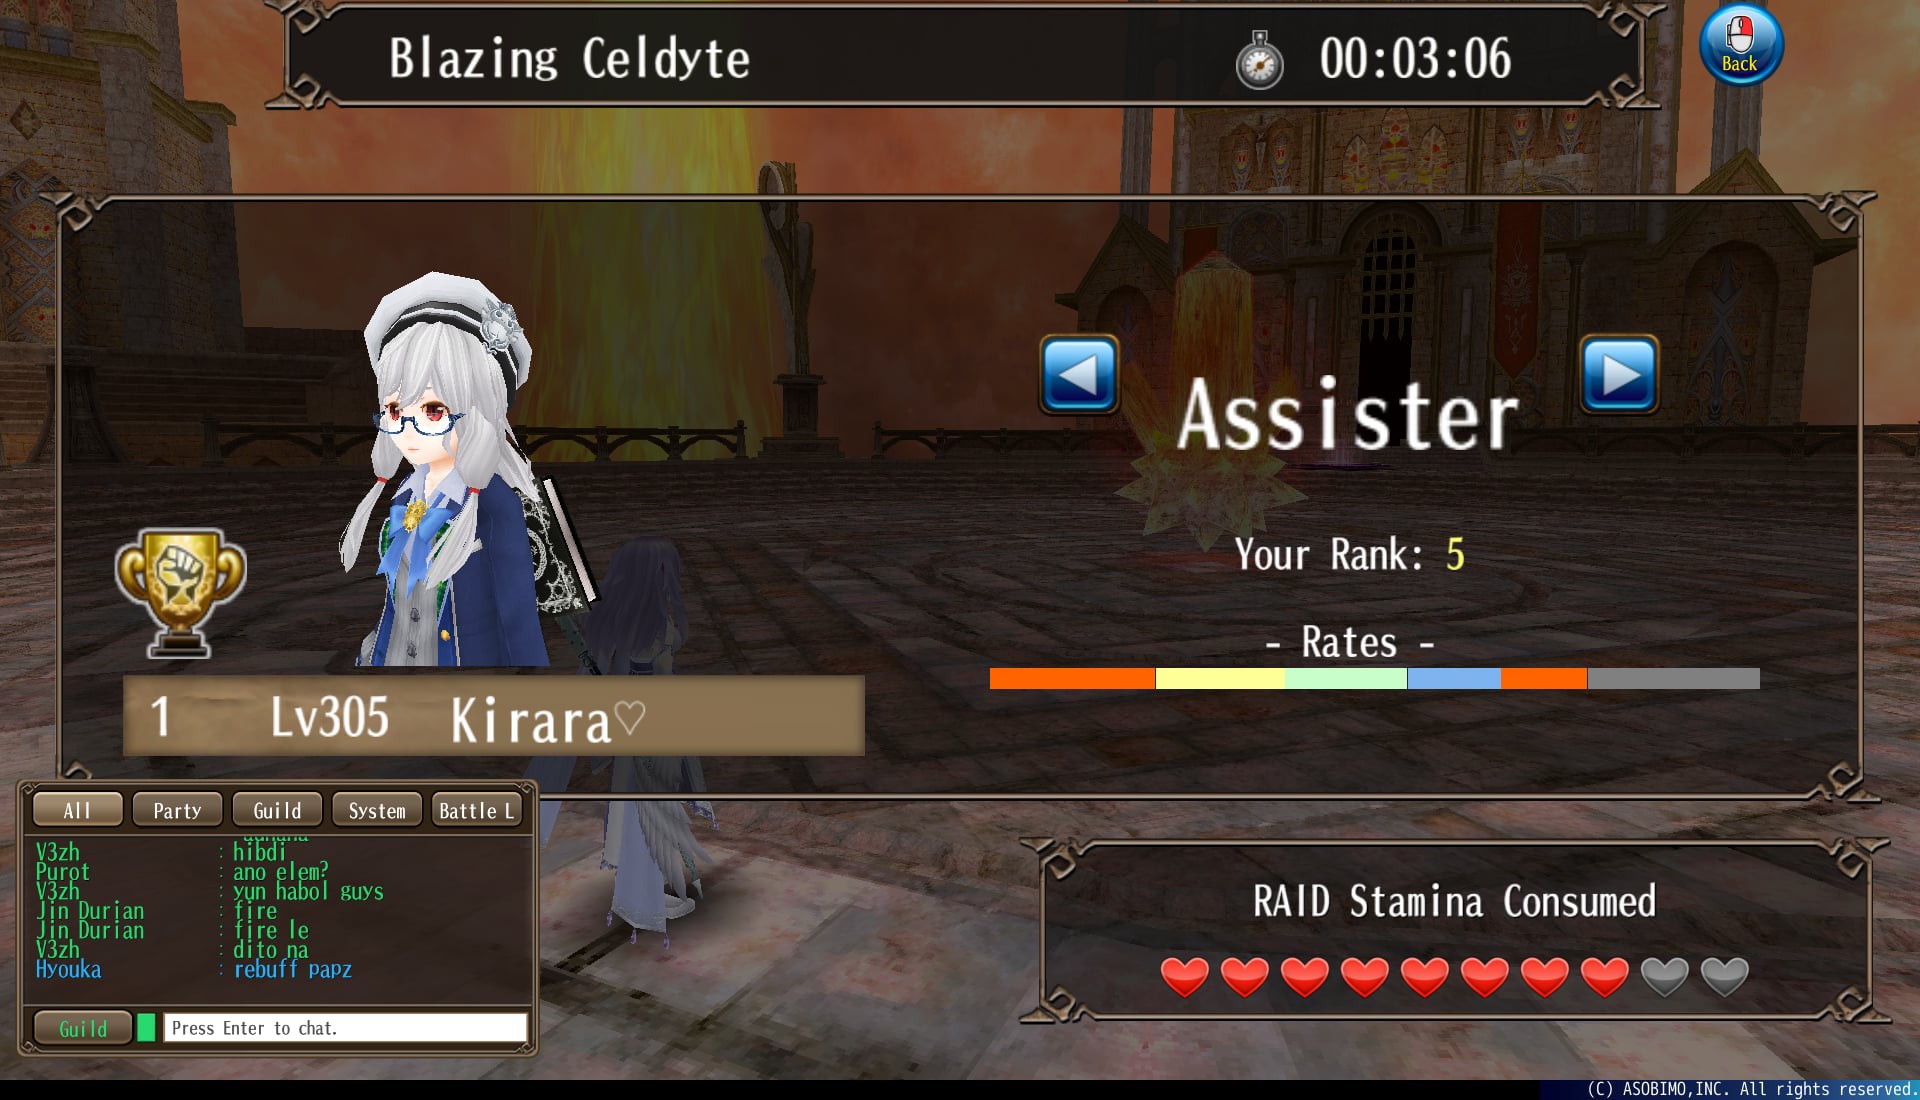 Blazing Celdyte
00:03:06
Back
Assister
Your Rank: 5
- Rates -
1 Lv305 Kirara♡
All Party Guild System Battle L
V3zh : hibdi
Purot : ano elem?
V3zh : yun habol guys
Jin Durian : fire
Jin Durian : fire le
V3zh : dito na
Hyouka : rebuff papz
Guild Press Enter to chat.
RAID Stamina Consumed
(C) ASOBIMO,INC. All rights reserved.